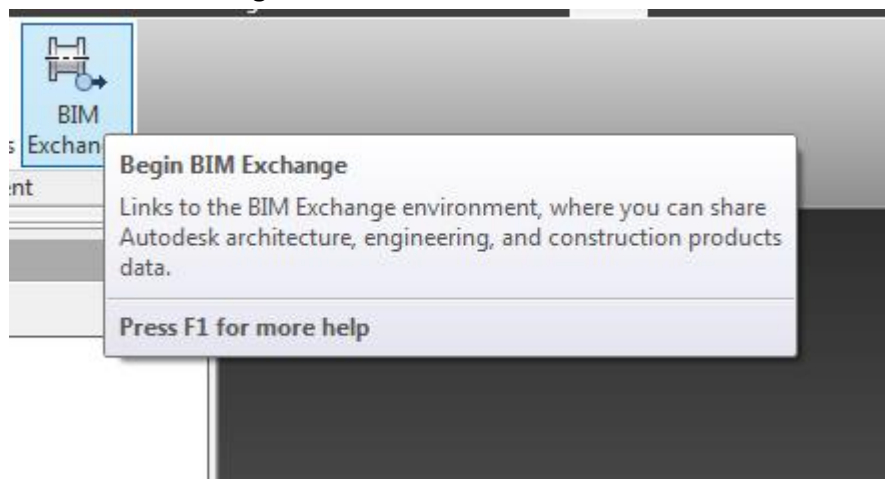 BIM
s Exchan
Begin BIM Exchange
ent
Links to the BIM Exchange environment, where you can share
Autodesk architecture, engineering, and construction products
data.
Press F1 for more help